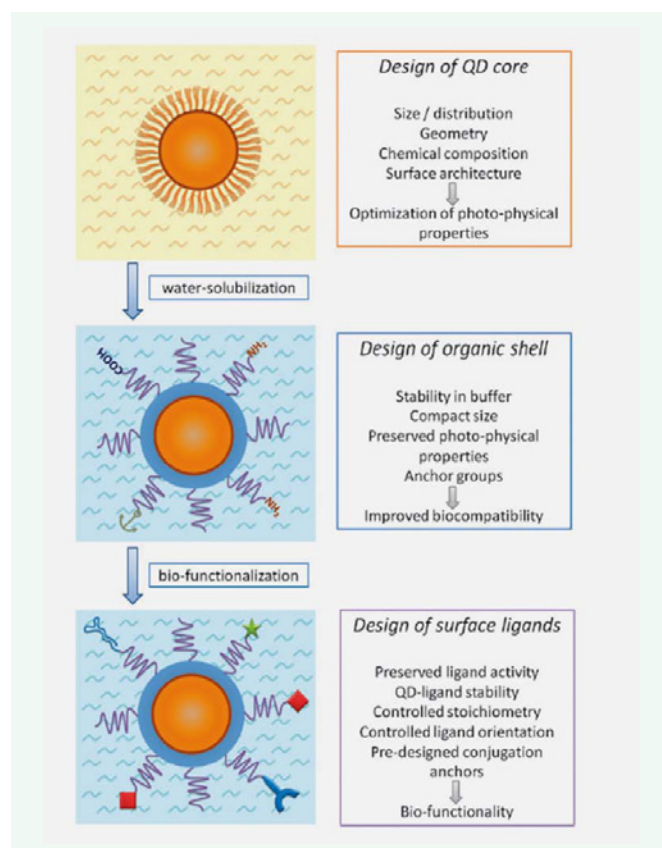 Design of QD core
Size / distribution
Geometry
Chemical composition
Surface architecture
Optimization of photo-physical
properties
water-solubilization
COOH
NH₂
NH₂
Design of organic shell
Stability in buffer
Compact size
Preserved photo-physical
properties
Anchor groups
Improved biocompatibility
bio-functionalization
Design of surface ligands
Preserved ligand activity
QD-ligand stability
Controlled stoichiometry
Controlled ligand orientation
Pre-designed conjugation
anchors
Bio-functionality